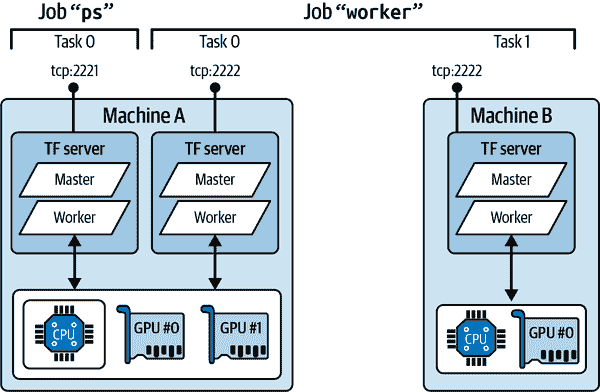 Job “ps”
Job “worker”
Task 0
Task 0
Task 1
tcp:2221
tcp:2222
tcp:2222
Machine A
Machine B
TF server
TF server
TF server
Master
Master
Master
Worker
Worker
Worker
CPU
GPU #0
GPU #1
CPU
GPU #0